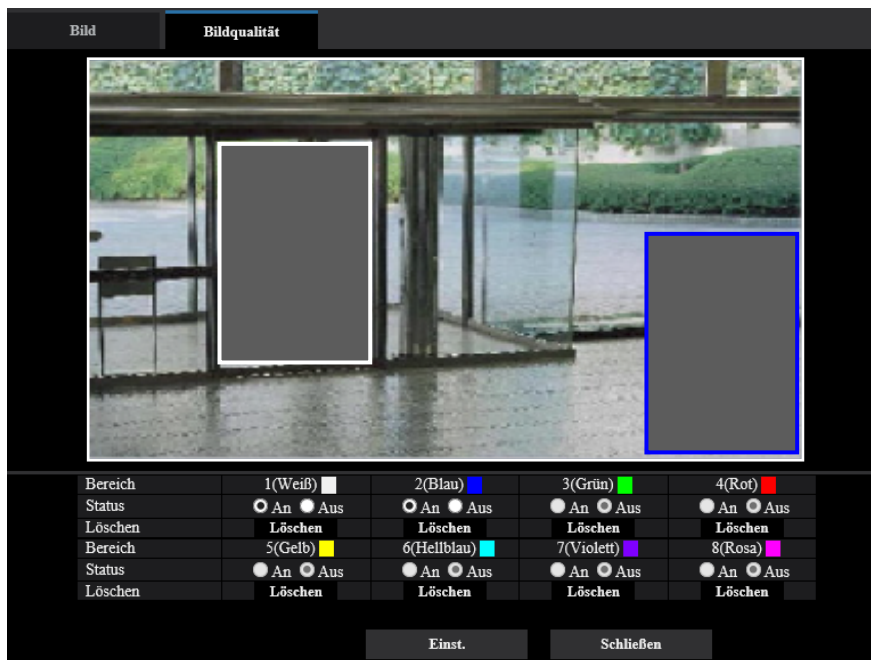 Bild Bildqualität
Bereich 1(Weiß) 2(Blau) 3(Grün) 4(Rot)
Status An Aus An Aus An Aus An Aus
Löschen Löschen Löschen Löschen Löschen
Bereich 5(Gelb) 6(Hellblau) 7(Violett) 8(Rosa)
Status An Aus An Aus An Aus An Aus
Löschen Löschen Löschen Löschen Löschen
Einst. Schließen